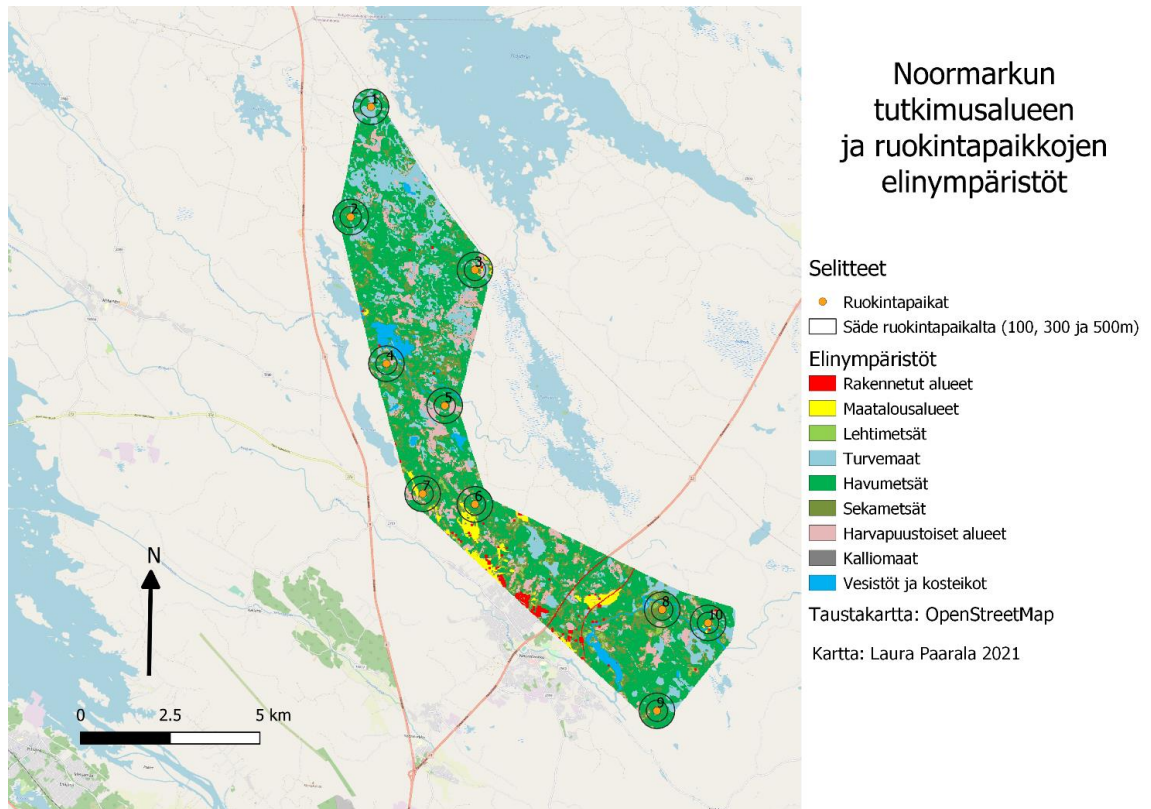 Noormarkun
tutkimusalueen
ja ruokintapaikkojen
elinympäristöt
Selitteet
Ruokintapaikat
Säde ruokintapaikalta (100, 300 ja 500m)
Elinympäristöt
Rakennetut alueet
Maatalousalueet
Lehtimetsät
Turvemaat
Havumetsät
Sekametsät
Harvapuustoiset alueet
Kalliomaat
Vesistöt ja kosteikot
Taustakartta: OpenStreetMap
Kartta: Laura Paarala 2021
1
2
3
4
5
7
6
8
10
9
N
0 2.5 5 km